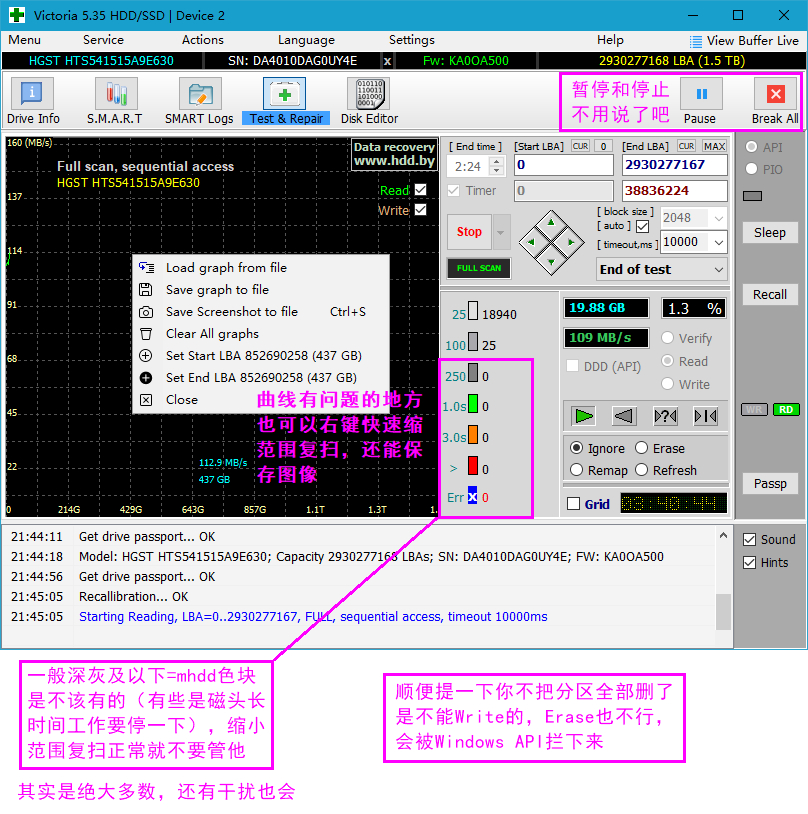 Victoria 5.35 HDD/SSD | Device 2
Menu Service Actions Language Settings Help View Buffer Live
HGST HTS541515A9E630 SN: DA4010DAG0UY4E x Fw: KA0OA500 2930277168 LBA (1.5 TB)
Drive Info S.M.A.R.T SMART Logs Test & Repair Disk Editor
暂停和停止
不用说了吧
Pause Break All
160 (MB/s)
137
114
91
68
45
22
0 214G 429G 643G 857G 1.1T 1.3T 1.
Data recovery
www.hdd.by
Full scan, sequential access
HGST HTS541515A9E630
Read
Write
Load graph from file
Save graph to file
Save Screenshot to file Ctrl+S
Clear All graphs
Set Start LBA 852690258 (437 GB)
Set End LBA 852690258 (437 GB)
Close
曲线有问题的地方
也可以右键快速缩
范围复扫，还能保
存图像
112.9 MB/s
437 GB
[ End time ] [Start LBA] CUR 0 [End LBA] CUR MAX
2:24 0 2930277167
Timer 0 38836224
Stop
FULL SCAN
[ block size ] 2048
[ auto ]
[ timeout,ms ] 10000
End of test
25 18940
100 25
250 0
1.0s 0
3.0s 0
> 0
Err x 0
19.88 GB 1.3 %
109 MB/s
DDD (API)
Verify
Read
Write
?
Ignore Erase
Remap Refresh
Grid 03:40:44
API
PIO
Sleep
Recall
WR RD
Passp
21:44:11 Get drive passport... OK
21:44:18 Model: HGST HTS541515A9E630; Capacity 2930277168 LBAs; SN: DA4010DAG0UY4E; FW: KA0OA500
21:44:56 Get drive passport... OK
21:45:05 Recallibration... OK
21:45:05 Starting Reading, LBA=0..2930277167, FULL, sequential access, timeout 10000ms
Sound
Hints
一般深灰及以下=mhdd色块
是不该有的（有些是磁头长
时间工作要停一下），缩小
范围复扫正常就不要管他
其实是绝大多数，还有干扰也会
顺便提一下你不把分区全部删了
是不能Write的，Erase也不行，
会被Windows API拦下来